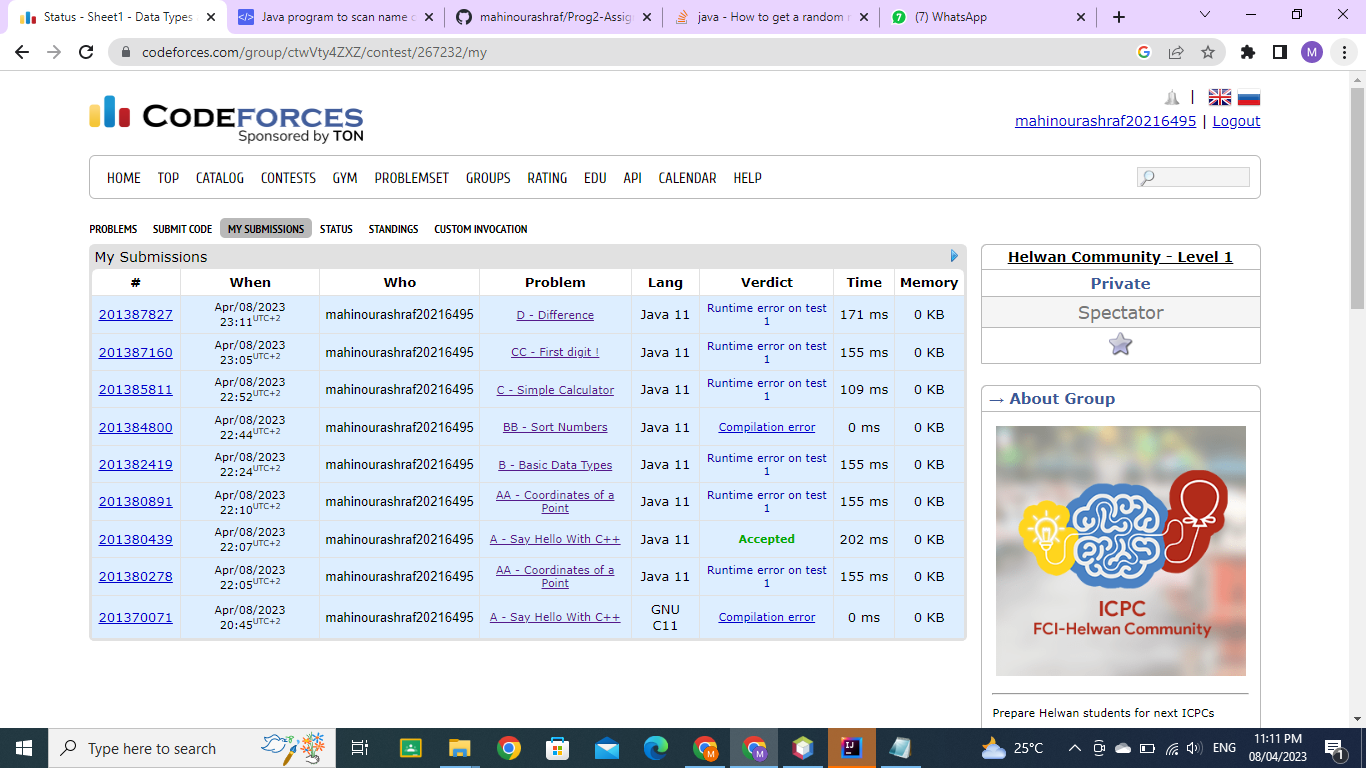 Status - Sheet1 - Data Types
Java program to scan name
mahinourashraf/Prog2-Assig
java - How to get a random
(7) WhatsApp
codeforces.com/group/ctwVty4ZXZ/contest/267232/my
M
CODEFORCES
Sponsored by TON
mahinourashraf20216495 | Logout
HOME TOP CATALOG CONTESTS GYM PROBLEMSET GROUPS RATING EDU API CALENDAR HELP
PROBLEMS SUBMIT CODE MY SUBMISSIONS STATUS STANDINGS CUSTOM INVOCATION
My Submissions
# When Who Problem Lang Verdict Time Memory
201387827 Apr/08/2023 23:11 UTC+2 mahinourashraf20216495 D - Difference Java 11 Runtime error on test 1 171 ms 0 KB
201387160 Apr/08/2023 23:05 UTC+2 mahinourashraf20216495 CC - First digit ! Java 11 Runtime error on test 1 155 ms 0 KB
201385811 Apr/08/2023 22:52 UTC+2 mahinourashraf20216495 C - Simple Calculator Java 11 Runtime error on test 1 109 ms 0 KB
201384800 Apr/08/2023 22:44 UTC+2 mahinourashraf20216495 BB - Sort Numbers Java 11 Compilation error 0 ms 0 KB
201382419 Apr/08/2023 22:24 UTC+2 mahinourashraf20216495 B - Basic Data Types Java 11 Runtime error on test 1 155 ms 0 KB
201380891 Apr/08/2023 22:10 UTC+2 mahinourashraf20216495 AA - Coordinates of a Point Java 11 Runtime error on test 1 155 ms 0 KB
201380439 Apr/08/2023 22:07 UTC+2 mahinourashraf20216495 A - Say Hello With C++ Java 11 Accepted 202 ms 0 KB
201380278 Apr/08/2023 22:05 UTC+2 mahinourashraf20216495 AA - Coordinates of a Point Java 11 Runtime error on test 1 155 ms 0 KB
201370071 Apr/08/2023 20:45 UTC+2 mahinourashraf20216495 A - Say Hello With C++ GNU C11 Compilation error 0 ms 0 KB
Helwan Community - Level 1
Private
Spectator
→ About Group
ICPC
FCI-Helwan Community
Prepare Helwan students for next ICPCs
Type here to search
25°C
ENG
11:11 PM
08/04/2023
1